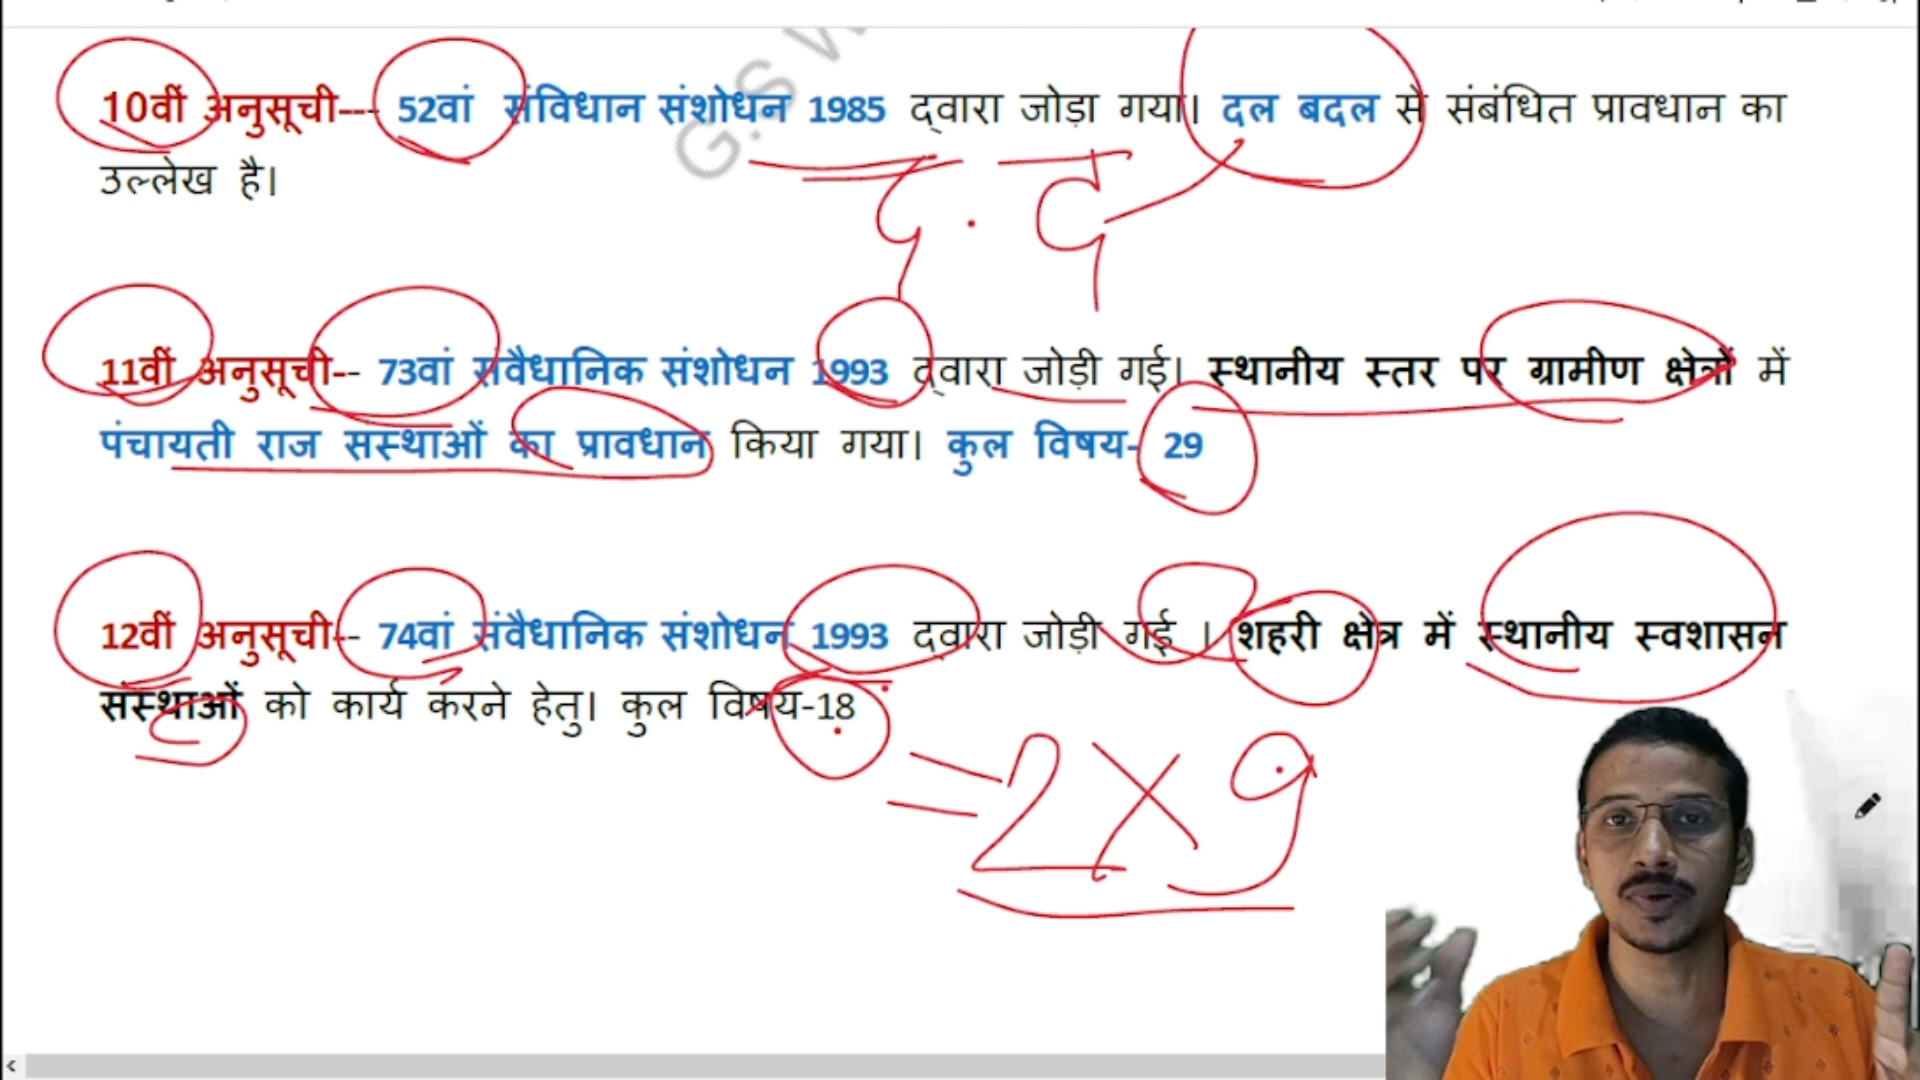 10वीं अनुसूची--- 52वां संविधान संशोधन 1985 द्वारा जोड़ा गया। दल बदल से संबंधित प्रावधान का
उल्लेख है।
G.S
द. द
11वीं अनुसूची-- 73वां संवैधानिक संशोधन 1993 द्वारा जोड़ी गई। स्थानीय स्तर पर ग्रामीण क्षेत्रों में
पंचायती राज सस्थाओं का प्रावधान किया गया। कुल विषय- 29
12वीं अनुसूची-- 74वां संवैधानिक संशोधन 1993 द्वारा जोड़ी गई । शहरी क्षेत्र में स्थानीय स्वशासन
संस्थाओं को कार्य करने हेतु। कुल विषय-18
=2×9